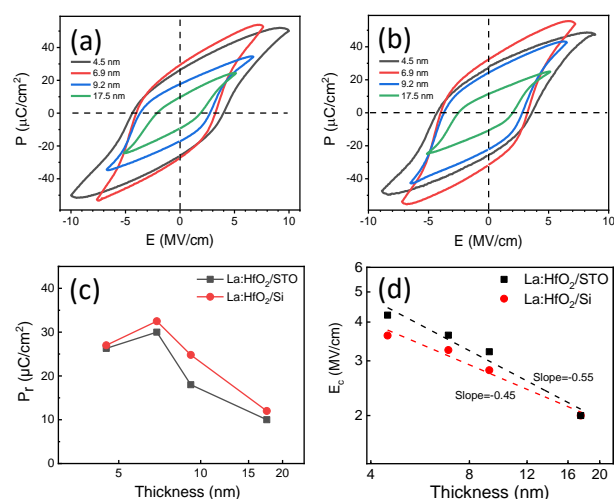 (a)
4.5 nm
6.9 nm
9.2 nm
17.5 nm
P (μC/cm²)
40
20
0
-20
-40
-10 -5 0 5 10
E (MV/cm)
(b)
4.5 nm
6.9 nm
9.2 nm
17.5 nm
P (μC/cm²)
40
20
0
-20
-40
-10 -5 0 5 10
E (MV/cm)
(c)
La:HfO₂/STO
La:HfO₂/Si
Pr (μC/cm²)
40
30
20
10
0
5 10 15 20
Thickness (nm)
(d)
La:HfO₂/STO
La:HfO₂/Si
Slope=-0.55
Slope=-0.45
Ec (MV/cm)
6
5
4
3
2
4 8 12 16 20
Thickness (nm)